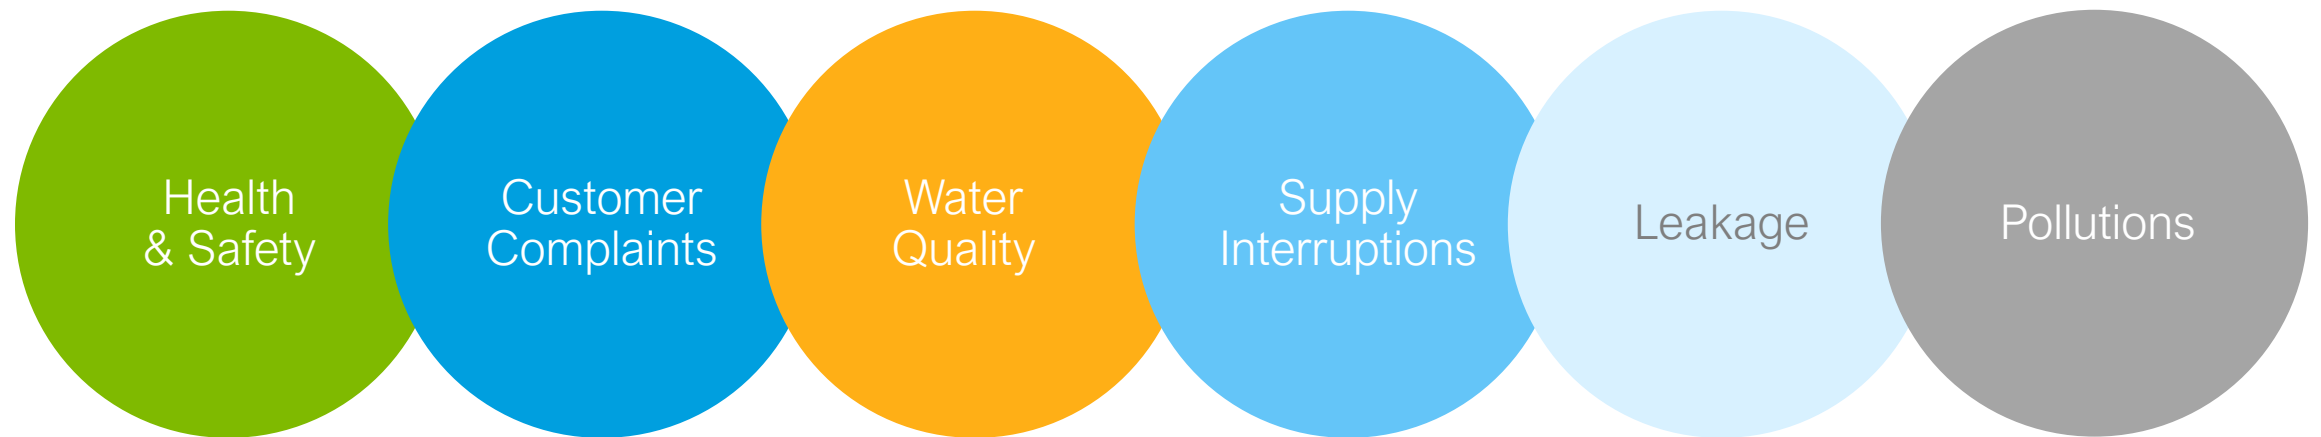 Health
& Safety
Customer
Complaints
Water
Quality
Supply
Interruptions
Leakage
Pollutions